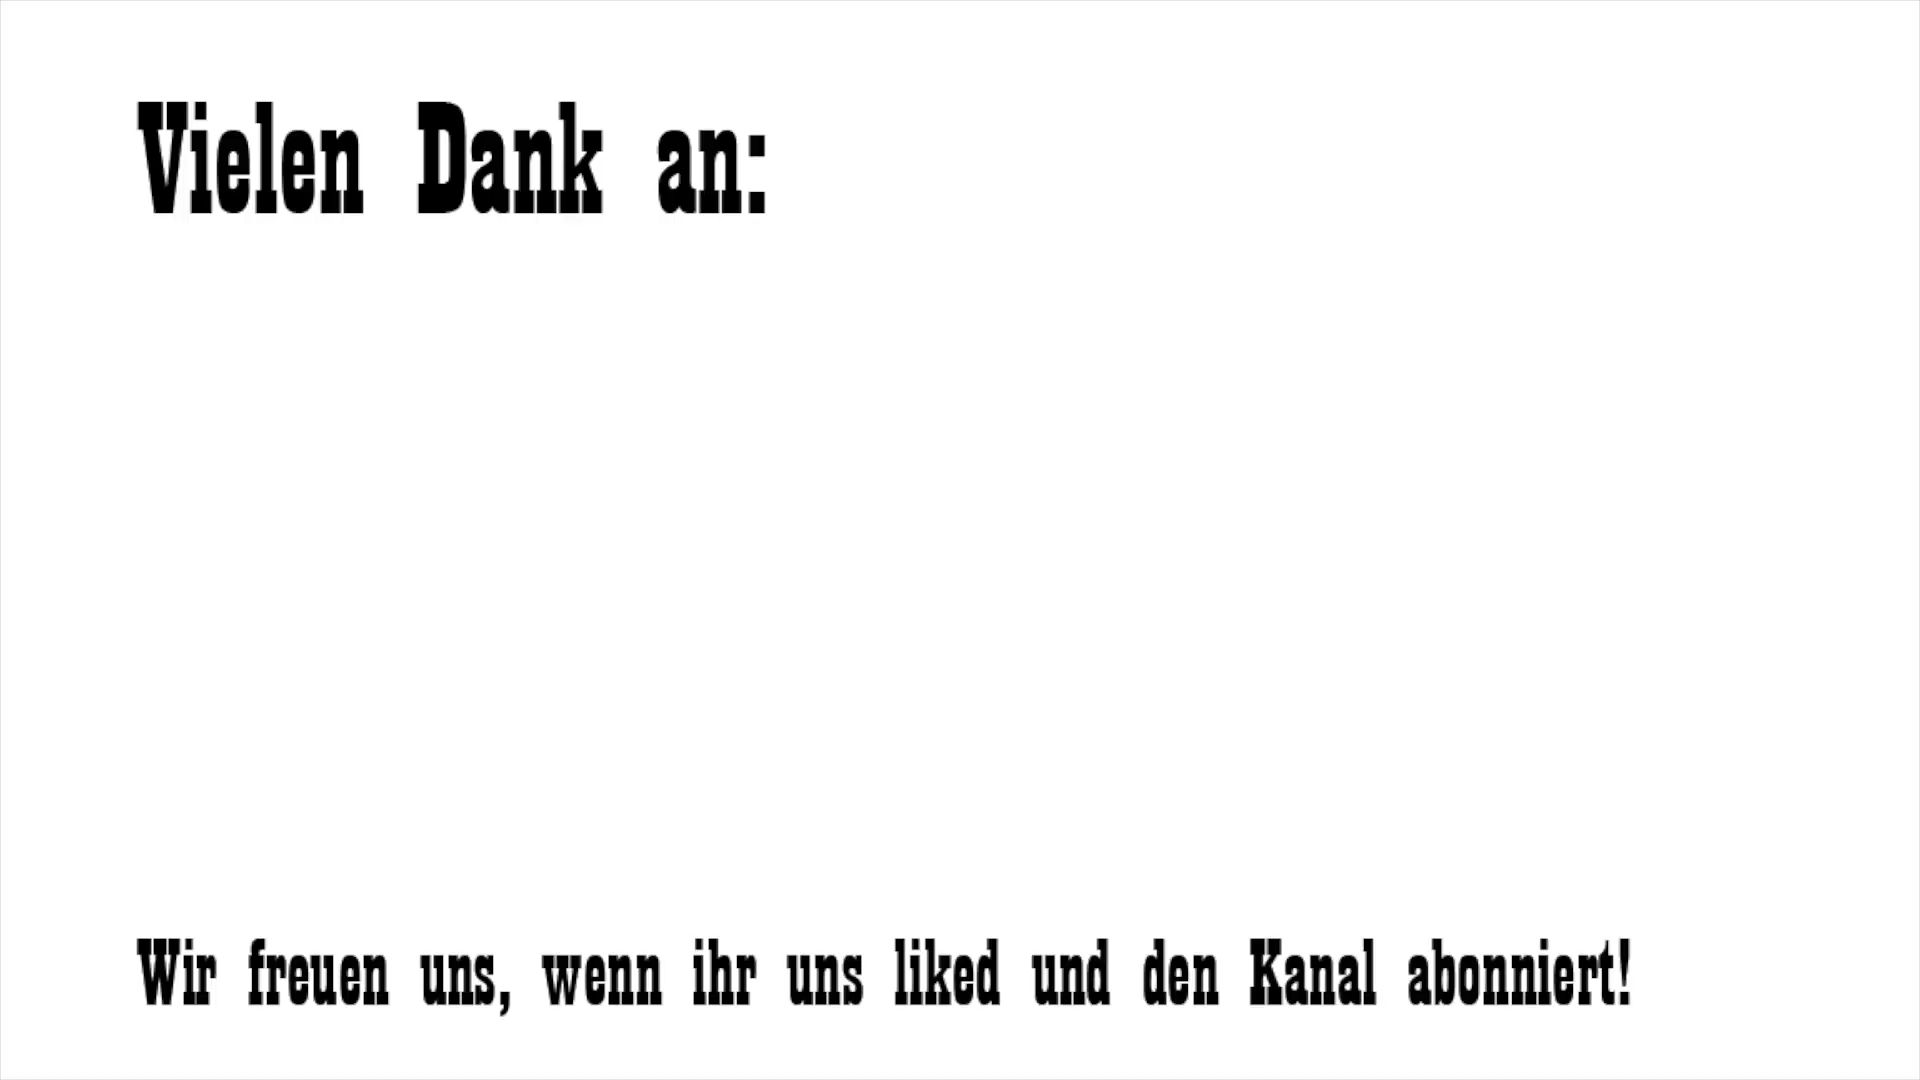 Vielen Dank an:
Wir freuen uns, wenn ihr uns liked und den Kanal abonniert!